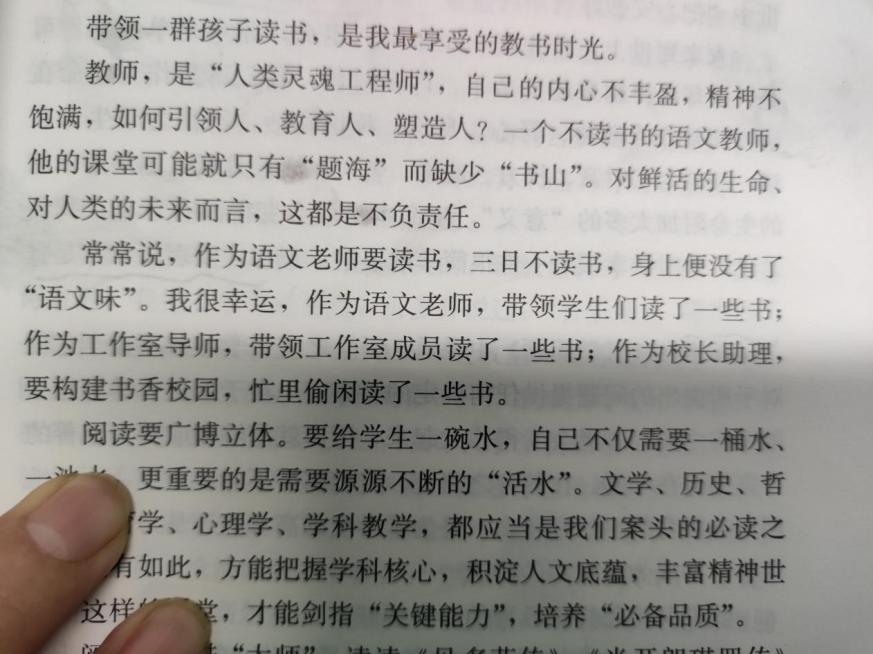 带领一群孩子读书，是我最享受的教书时光。
教师，是“人类灵魂工程师”，自己的内心不丰盈，精神不
饱满，如何引领人、教育人、塑造人？一个不读书的语文教师，
他的课堂可能就只有“题海”而缺少“书山”。对鲜活的生命、
对人类的未来而言，这都是不负责任。
常常说，作为语文老师要读书，三日不读书，身上便没有了
“语文味”。我很幸运，作为语文老师，带领学生们读了一些书；
作为工作室导师，带领工作室成员读了一些书；作为校长助理，
要构建书香校园，忙里偷闲读了一些书。
阅读要广博立体。要给学生一碗水，自己不仅需要一桶水、
一池水，更重要的是需要源源不断的“活水”。文学、历史、哲
育学、心理学、学科教学，都应当是我们案头的必读之
有如此，方能把握学科核心，积淀人文底蕴，丰富精神世
这样的 堂，才能剑指“关键能力”，培养“必备品质”。
“大师”